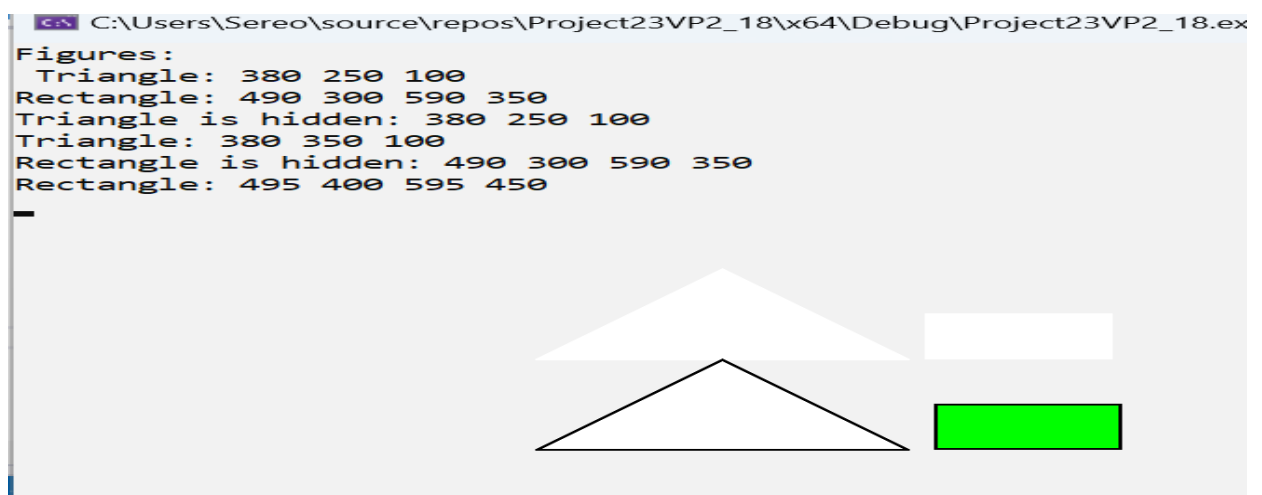 C:\Users\Sereo\source\repos\Project23VP2_18\x64\Debug\Project23VP2_18.ex
Figures:
Triangle: 380 250 100
Rectangle: 490 300 590 350
Triangle is hidden: 380 250 100
Triangle: 380 350 100
Rectangle is hidden: 490 300 590 350
Rectangle: 495 400 595 450